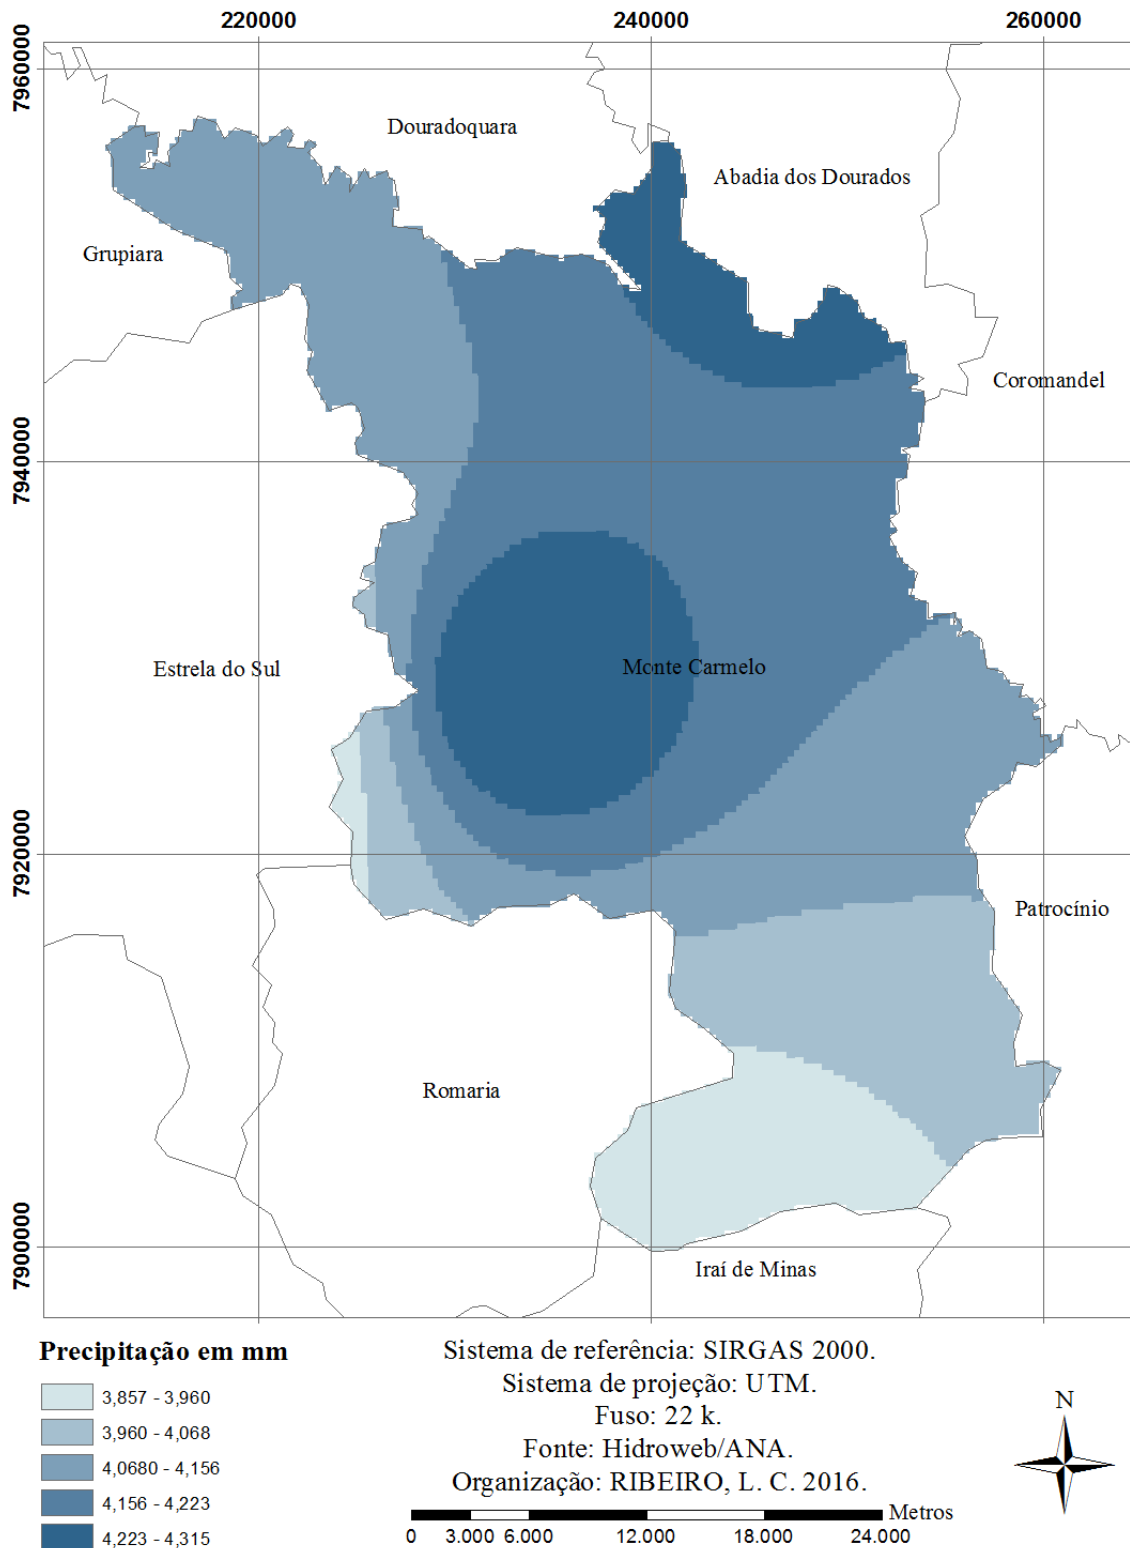 220000 240000 260000
7960000
Douradoquara
Abadia dos Dourados
Grupiara
Coromandel
7940000
Estrela do Sul
Monte Carmelo
7920000
Patrocínio
Romaria
7900000
Iraí de Minas
Precipitação em mm
3,857 - 3,960
3,960 - 4,068
4,0680 - 4,156
4,156 - 4,223
4,223 - 4,315
Sistema de referência: SIRGAS 2000.
Sistema de projeção: UTM.
Fuso: 22 k.
Fonte: Hidroweb/ANA.
Organização: RIBEIRO, L. C. 2016.
Metros
0 3.000 6.000 12.000 18.000 24.000
N